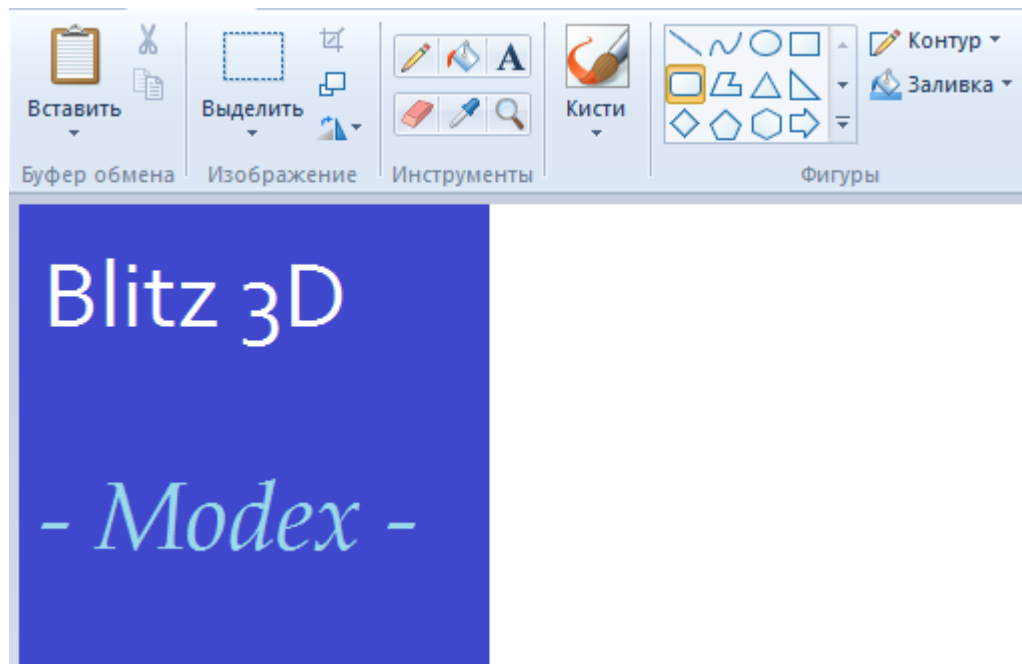 Вставить
Выделить
Кисти
Контур
Заливка
Буфер обмена
Изображение
Инструменты
Фигуры
Blitz 3D
- Modex -